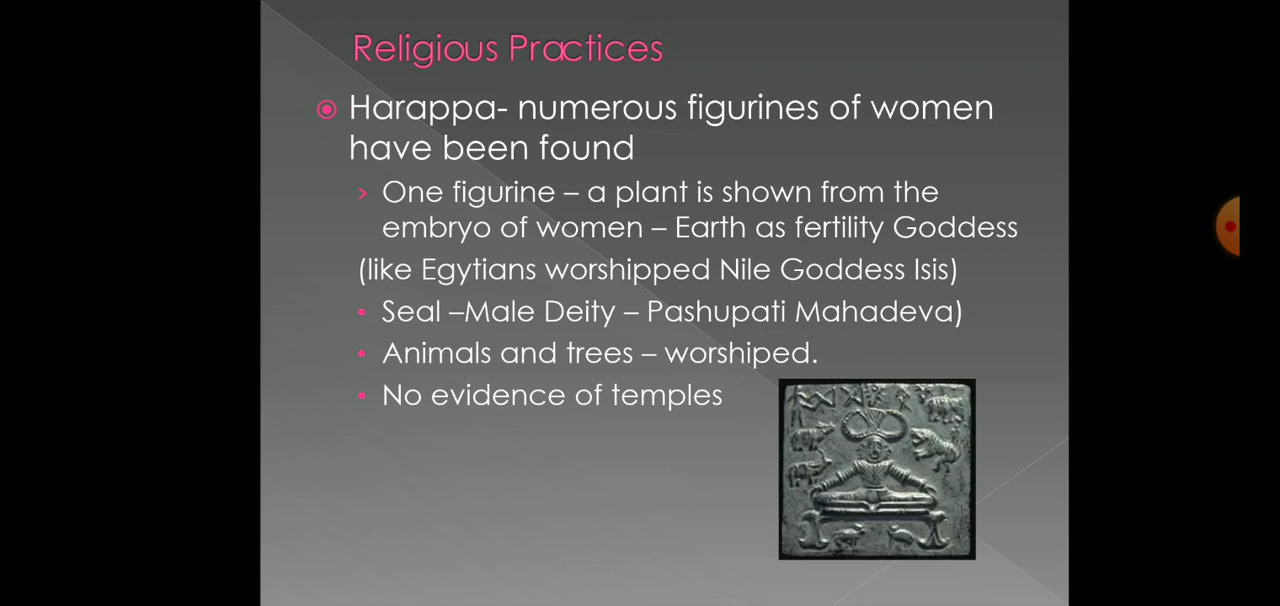 Religious Practices
Harappa- numerous figurines of women
have been found
One figurine – a plant is shown from the
embryo of women – Earth as fertility Goddess
(like Egytians worshipped Nile Goddess Isis)
Seal –Male Deity – Pashupati Mahadeva)
Animals and trees – worshiped.
No evidence of temples